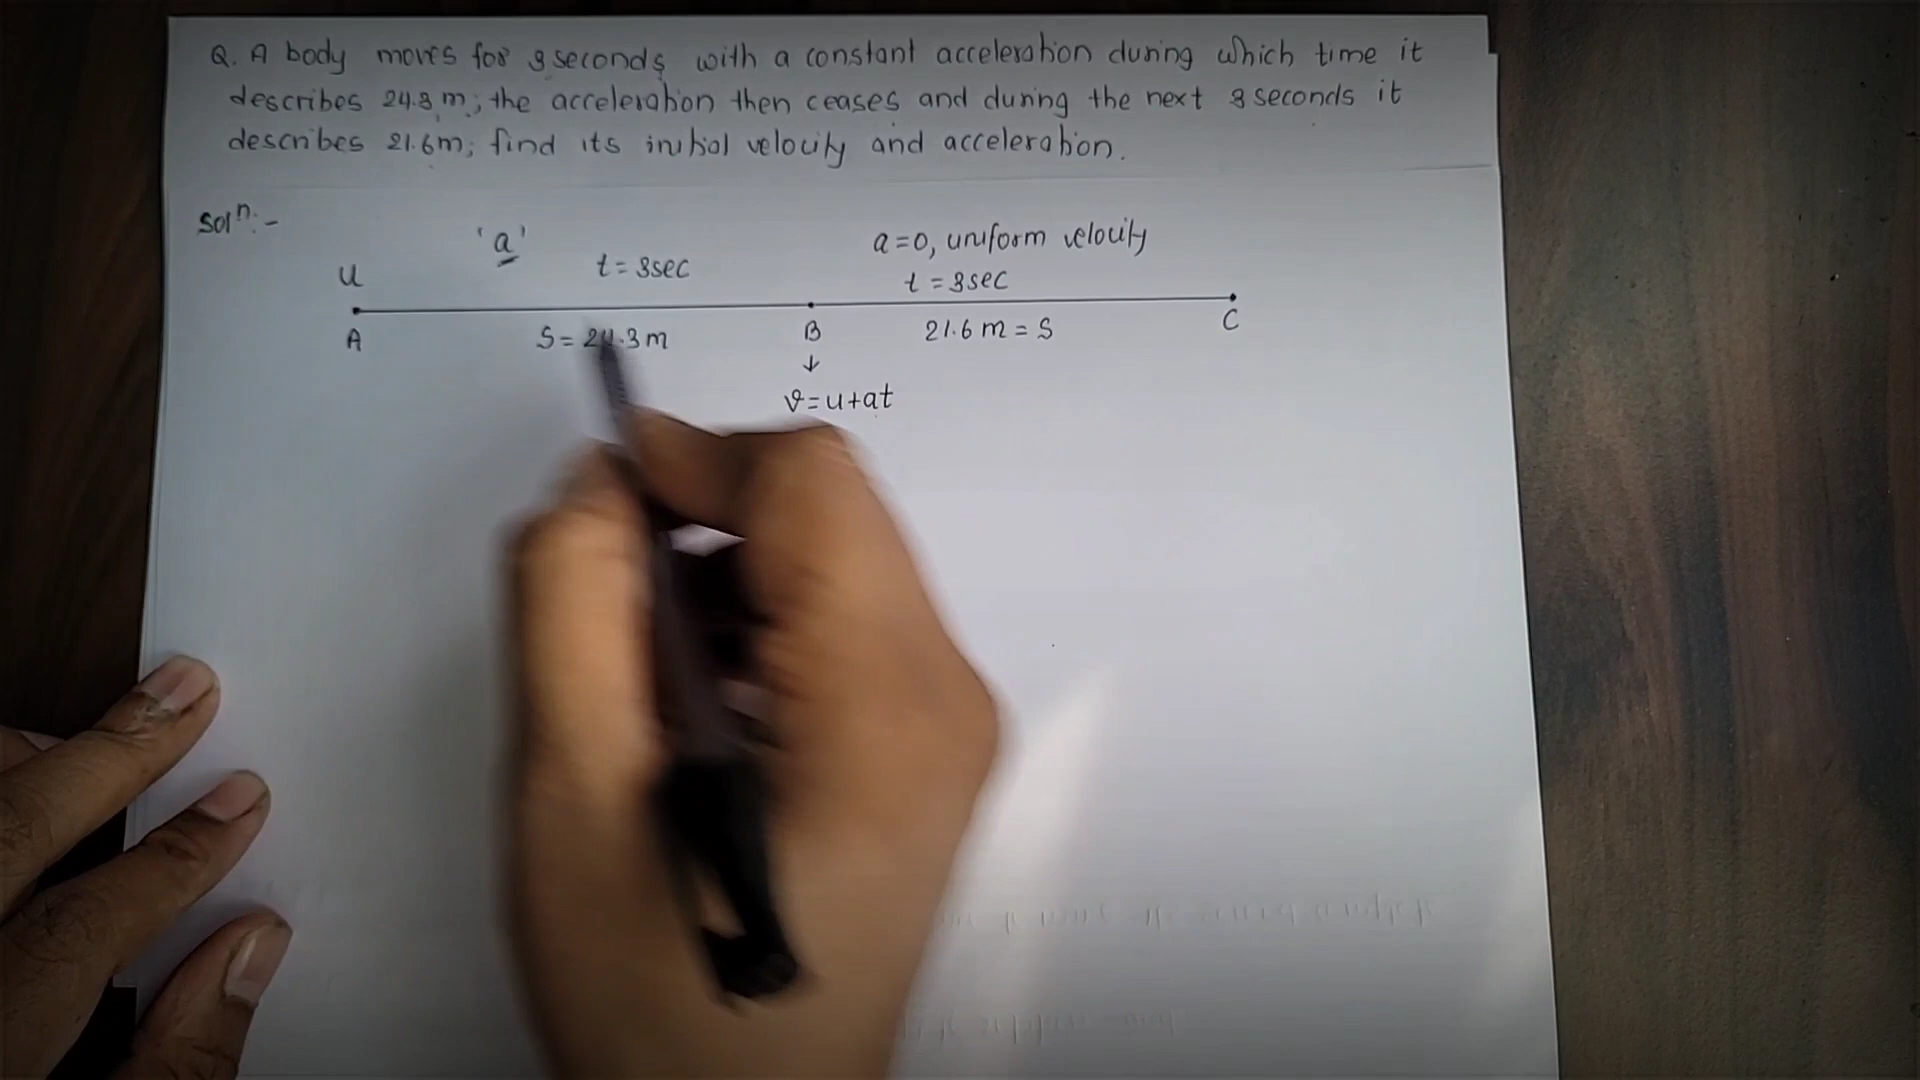 Q. A body moves for 3 seconds with a constant acceleration during which time it
describes 24.3 m; the acceleration then ceases and during the next 3 seconds it
describes 21.6m; find its initial velocity and acceleration.
Solⁿ:-
'a'
a=0, uniform velocity
u
t = 3sec
t = 3sec
A
S = 24.3 m
B
21.6 m = S
C
↓
v=u+at